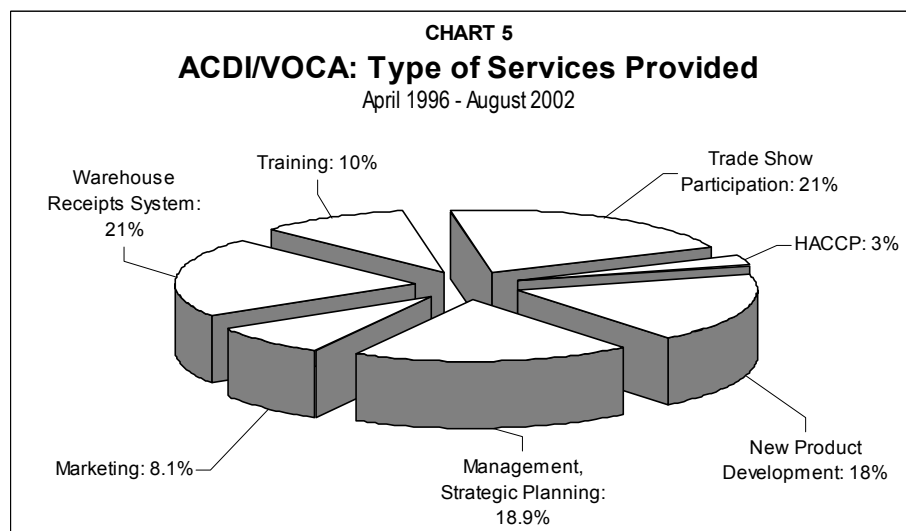 CHART 5
ACDI/VOCA: Type of Services Provided
April 1996 - August 2002
Training: 10%
Trade Show
Participation: 21%
Warehouse
Receipts System:
21%
HACCP: 3%
New Product
Development: 18%
Marketing: 8.1%
Management,
Strategic Planning:
18.9%